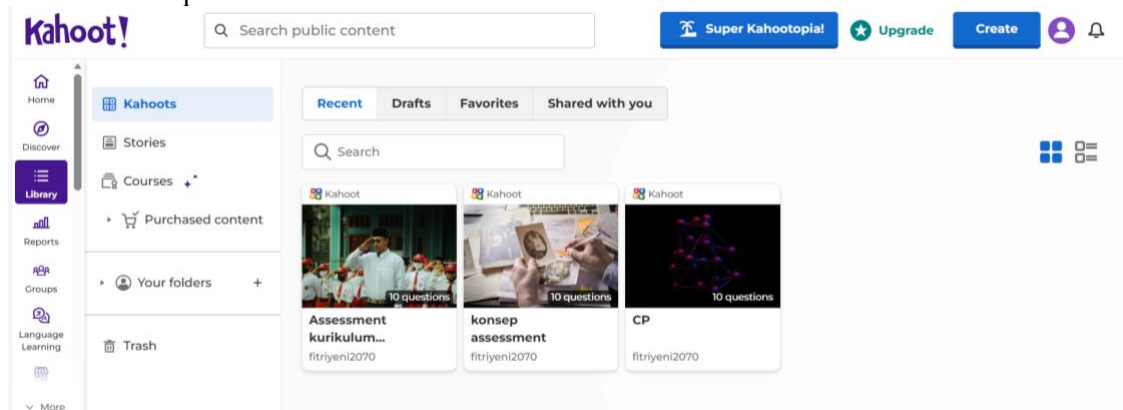 Kahoot!
Search public content
Super Kahootopia!
Upgrade
Create
Home
Discover
Library
Reports
Groups
Language
Learning
More
Kahoots
Stories
Courses
Purchased content
Your folders +
Trash
Recent Drafts Favorites Shared with you
Search
Kahoot
10 questions
Assessment
kurikulum...
fitriyeni2070
Kahoot
10 questions
konsep
assessment
fitriyeni2070
Kahoot
10 questions
CP
fitriyeni2070